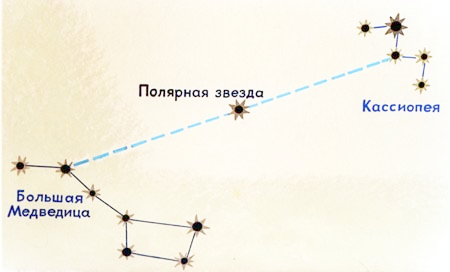 Полярная звезда
Кассиопея
Большая
Медведица